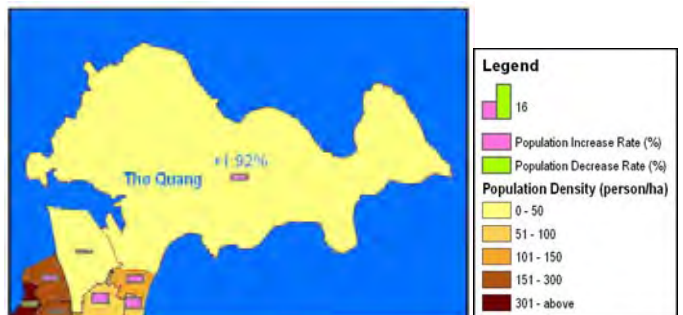 +1.92%
Tho Quang
Legend
16
Population Increase Rate (%)
Population Decrease Rate (%)
Population Density (person/ha)
0 - 50
51 - 100
101 - 150
151 - 300
301 - above